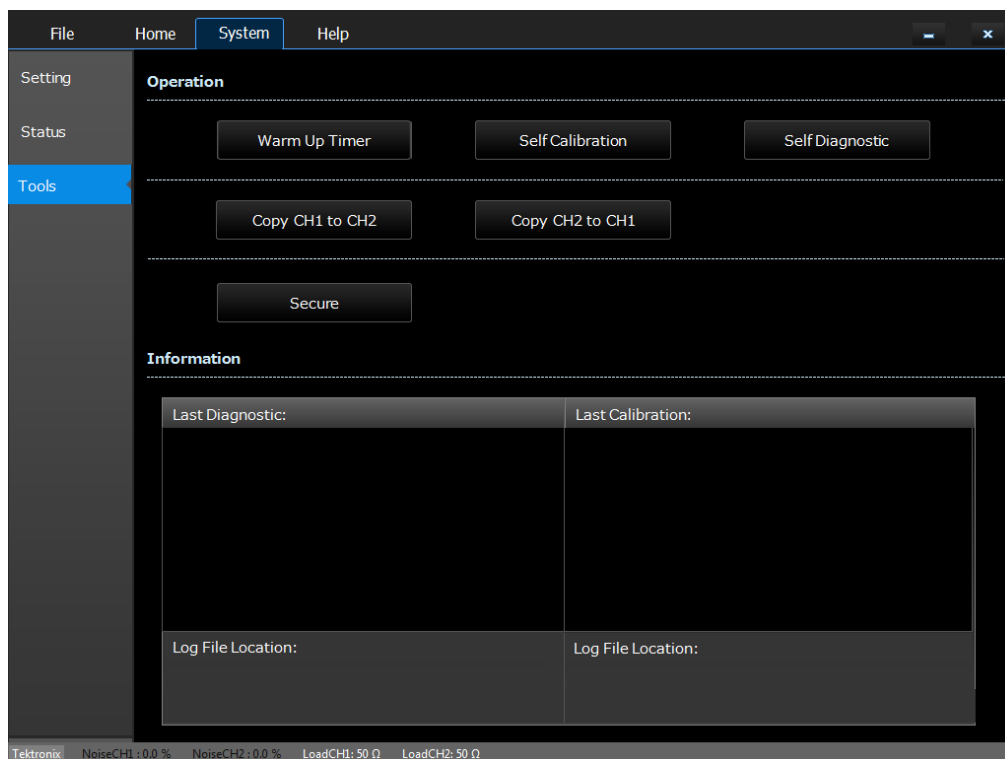 File Home System Help
Setting
Status
Tools
Operation
Warm Up Timer Self Calibration Self Diagnostic
Copy CH1 to CH2 Copy CH2 to CH1
Secure
Information
Last Diagnostic: Last Calibration:
Log File Location: Log File Location:
Tektronix NoiseCH1 : 0.0 % NoiseCH2 : 0.0 % LoadCH1: 50 Ω LoadCH2: 50 Ω